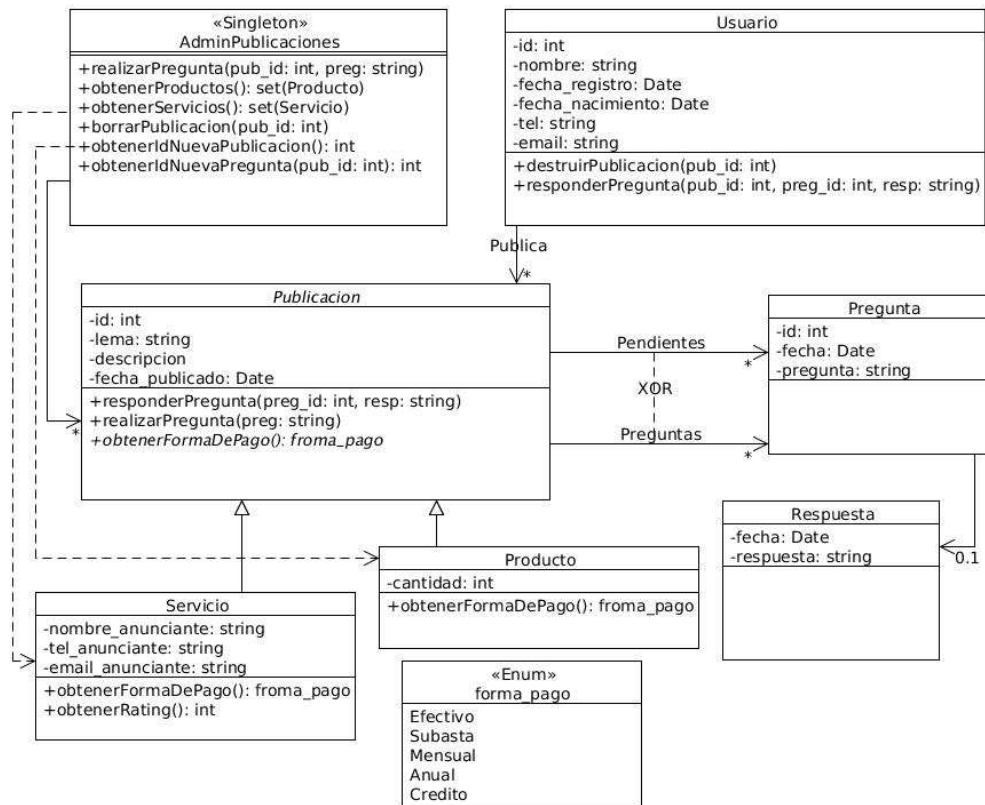 «Singleton»
AdminPublicaciones
+realizarPregunta(pub_id: int, preg: string)
+obtenerProductos(): set(Producto)
+obtenerServicios(): set(Servicio)
+borrarPublicacion(pub_id: int)
+obtenerIdNuevaPublicacion(): int
+obtenerIdNuevaPregunta(pub_id: int): int
Usuario
-id: int
-nombre: string
-fecha_registro: Date
-fecha_nacimiento: Date
-tel: string
-email: string
+destruirPublicacion(pub_id: int)
+responderPregunta(pub_id: int, preg_id: int, resp: string)
Publica
*
Publicacion
-id: int
-lema: string
-descripcion
-fecha_publicado: Date
+responderPregunta(preg_id: int, resp: string)
+realizarPregunta(preg: string)
+obtenerFormaDePago(): froma_pago
*
Pendientes
*
XOR
Preguntas
*
Pregunta
-id: int
-fecha: Date
-pregunta: string
Respuesta
-fecha: Date
-respuesta: string
0.1
Producto
-cantidad: int
+obtenerFormaDePago(): froma_pago
Servicio
-nombre_anunciante: string
-tel_anunciante: string
-email_anunciante: string
+obtenerFormaDePago(): froma_pago
+obtenerRating(): int
«Enum»
forma_pago
Efectivo
Subasta
Mensual
Anual
Credito